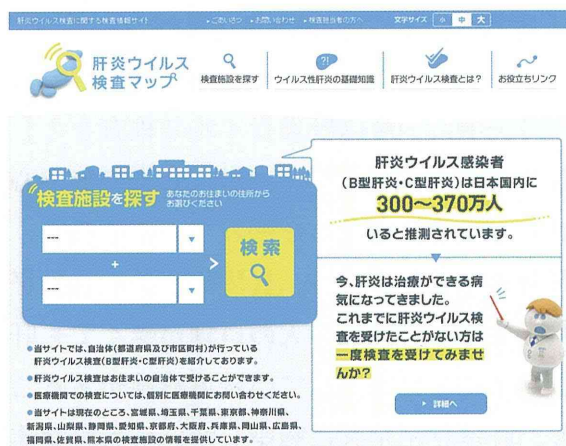 肝炎ウイルス検査に関する検査情報サイト
ごあいさつ
お問い合わせ
検査担当者の方へ
文字サイズ 小 中 大
肝炎ウイルス
検査マップ
検査施設を探す
?!
ウイルス性肝炎の基礎知識
肝炎ウイルス検査とは?
お役立ちリンク
検査施設を探す
あなたのお住まいの住所から
お選びください
---
+
---
>
検索
肝炎ウイルス感染者
(B型肝炎・C型肝炎)は日本国内に
300~370万人
いると推測されています。
今、肝炎は治療ができる病
気になってきました。
これまでに肝炎ウイルス検
査を受けたことがない方は
一度検査を受けてみませ
んか?
詳細へ
●当サイトでは、自治体(都道府県及び市区町村)が行っている
肝炎ウイルス検査(B型肝炎・C型肝炎)を紹介しております。
●肝炎ウイルス検査はお住まいの自治体で受けることができます。
●医療機関での検査については、個別に医療機関にお問い合わせください。
●当サイトは現在のところ、宮城県、埼玉県、千葉県、東京都、神奈川県、
新潟県、山梨県、静岡県、愛知県、京都府、大阪府、兵庫県、岡山県、広島県、
福岡県、佐賀県、熊本県の検査施設の情報を提供しています。